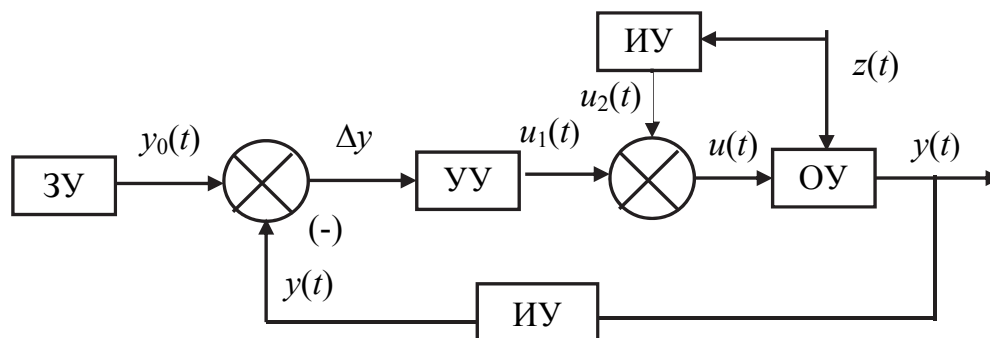 ИУ
z(t)
u₂(t)
y₀(t)
Δy
u₁(t)
u(t)
y(t)
ЗУ
УУ
ОУ
(-)
y(t)
ИУ